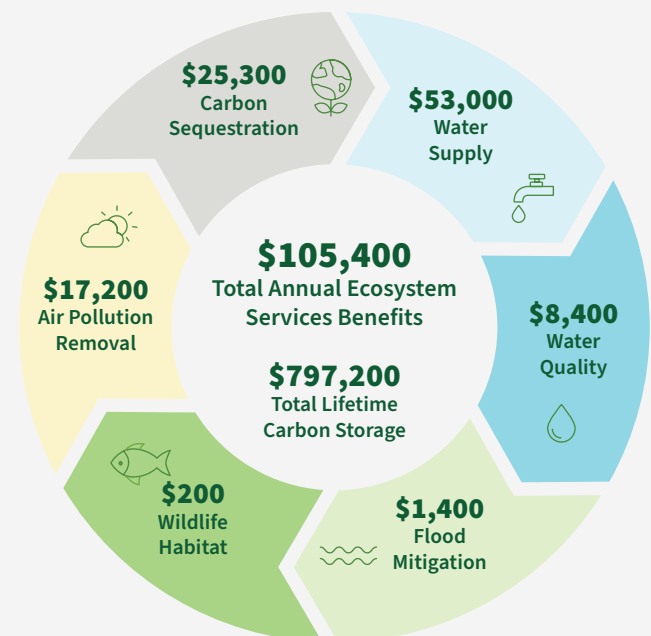 $25,300
Carbon
Sequestration
$53,000
Water
Supply
$8,400
Water
Quality
$1,400
Flood
Mitigation
$200
Wildlife
Habitat
$17,200
Air Pollution
Removal
$105,400
Total Annual Ecosystem
Services Benefits
$797,200
Total Lifetime
Carbon Storage